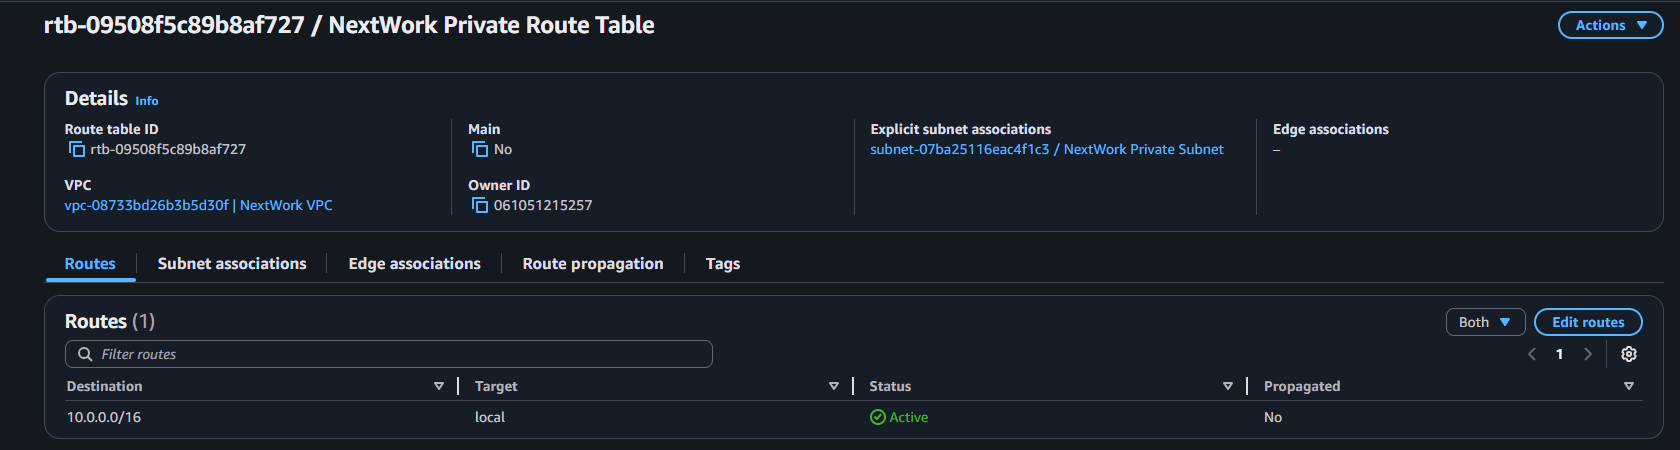 rtb-09508f5c89b8af727 / NextWork Private Route Table
Actions
Details Info
Route table ID
rtb-09508f5c89b8af727
Main
No
Explicit subnet associations
subnet-07ba25116eac4f1c3 / NextWork Private Subnet
Edge associations
–
VPC
vpc-08733bd26b3b5d30f | NextWork VPC
Owner ID
061051215257
Routes Subnet associations Edge associations Route propagation Tags
Routes (1)
Both Edit routes
Filter routes
1
Destination Target Status Propagated
10.0.0.0/16 local Active No